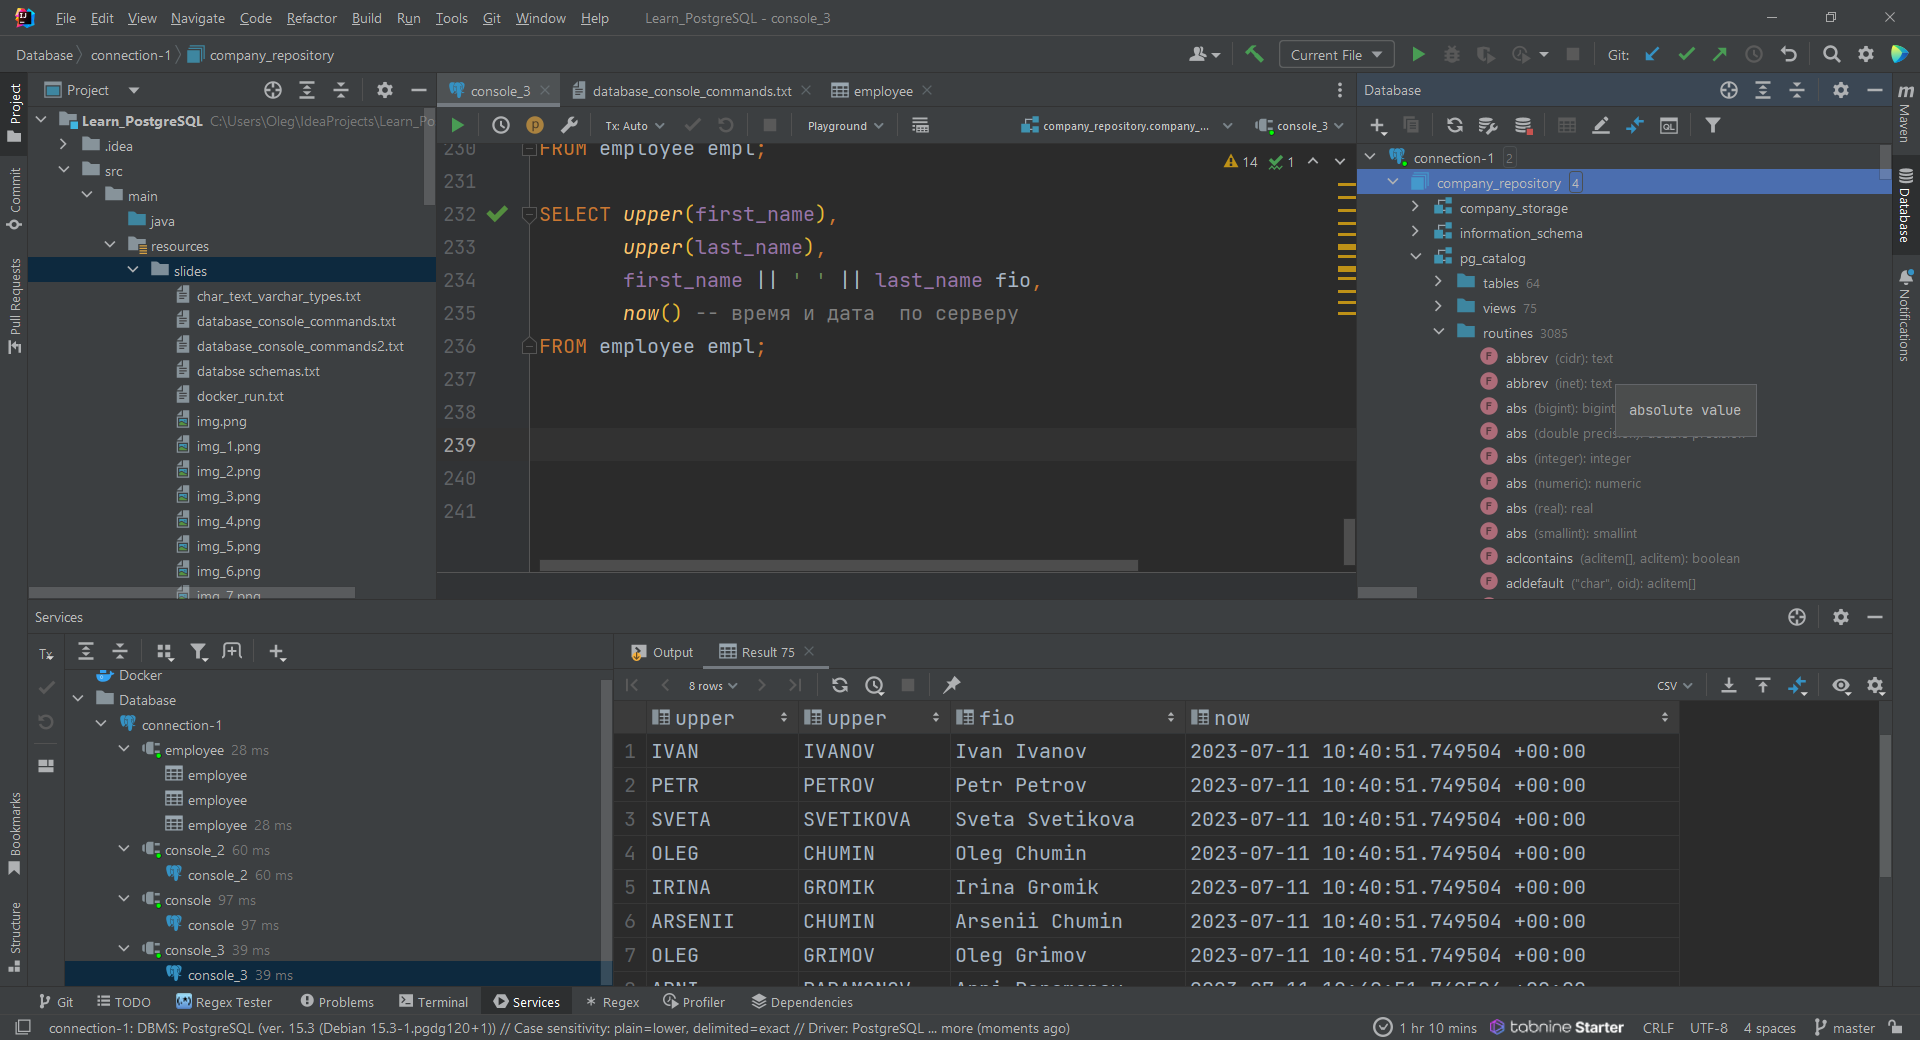 File Edit View Navigate Code Refactor Build Run Tools Git Window Help Learn_PostgreSQL - console_3
Database connection-1 company_repository
Current File
Git:
Project
Learn_PostgreSQL C:\Users\Oleg\IdeaProjects\Learn_Po
.idea
src
main
java
resources
slides
char_text_varchar_types.txt
database_console_commands.txt
database_console_commands2.txt
databse schemas.txt
docker_run.txt
img.png
img_1.png
img_2.png
img_3.png
img_4.png
img_5.png
img_6.png
img_7.png
Project
Commit
Pull Requests
Bookmarks
Structure
console_3
database_console_commands.txt
employee
Tx: Auto
Playground
company_repository.company_...
console_3
14
1
230 FROM employee empl;
231
232 SELECT upper(first_name),
233 upper(last_name),
234 first_name || ' ' || last_name fio,
235 now() -- время и дата  по серверу
236 FROM employee empl;
237
238
239
240
241
Database
connection-1 2
company_repository 4
company_storage
information_schema
pg_catalog
tables 64
views 75
routines 3085
abbrev (cidr): text
abbrev (inet): text
abs (bigint): bigint
absolute value
abs (double precision): double precision
abs (integer): integer
abs (numeric): numeric
abs (real): real
abs (smallint): smallint
aclcontains (aclitem[], aclitem): boolean
acldefault ("char", oid): aclitem[]
Maven
Database
Notifications
Services
Tx
Docker
Database
connection-1
employee 28 ms
employee
employee
employee 28 ms
console_2 60 ms
console_2 60 ms
console 97 ms
console 97 ms
console_3 39 ms
console_3 39 ms
Output
Result 75
8 rows
CSV
upper upper fio now
1 IVAN IVANOV Ivan Ivanov 2023-07-11 10:40:51.749504 +00:00
2 PETR PETROV Petr Petrov 2023-07-11 10:40:51.749504 +00:00
3 SVETA SVETIKOVA Sveta Svetikova 2023-07-11 10:40:51.749504 +00:00
4 OLEG CHUMIN Oleg Chumin 2023-07-11 10:40:51.749504 +00:00
5 IRINA GROMIK Irina Gromik 2023-07-11 10:40:51.749504 +00:00
6 ARSENII CHUMIN Arsenii Chumin 2023-07-11 10:40:51.749504 +00:00
7 OLEG GRIMOV Oleg Grimov 2023-07-11 10:40:51.749504 +00:00
Git TODO Regex Tester Problems Terminal Services Regex Profiler Dependencies
connection-1: DBMS: PostgreSQL (ver. 15.3 (Debian 15.3-1.pgdg120+1)) // Case sensitivity: plain=lower, delimited=exact // Driver: PostgreSQL ... more (moments ago)
1 hr 10 mins tabnine Starter CRLF UTF-8 4 spaces master